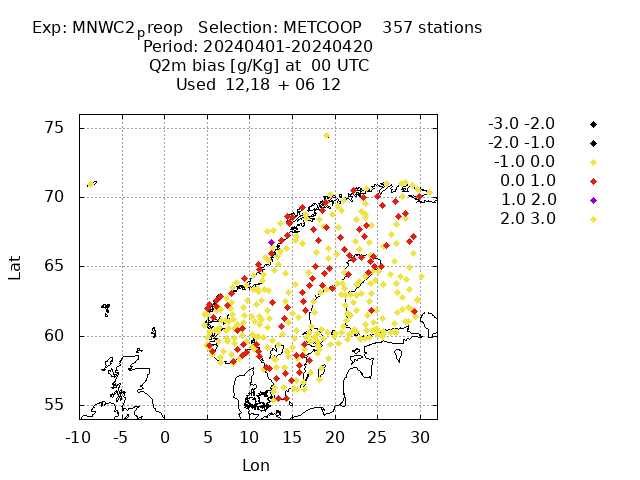 Exp: MNWC2preop   Selection: METCOOP    357 stations
Period: 20240401-20240420
Q2m bias [g/Kg] at  00 UTC
Used  12,18 + 06 12
-3.0 -2.0
-2.0 -1.0
-1.0 0.0
0.0 1.0
1.0 2.0
2.0 3.0
75
70
65
60
55
Lat
-10 -5 0 5 10 15 20 25 30
Lon